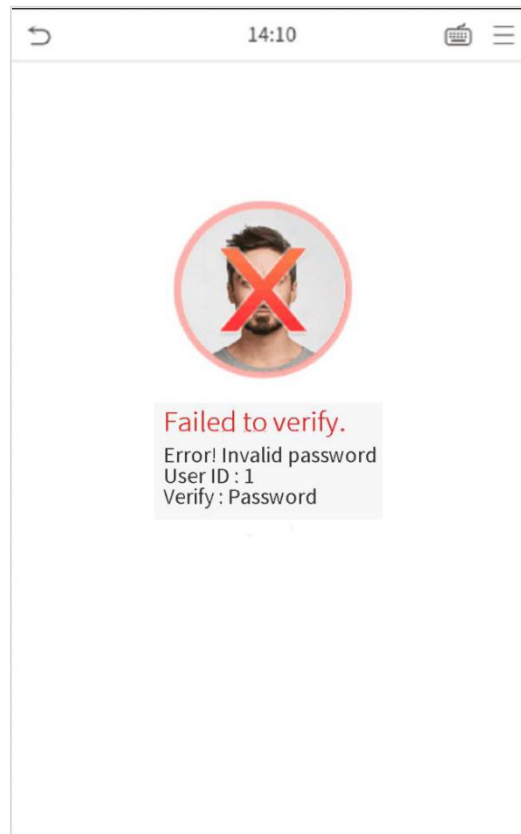 14:10
Failed to verify.
Error! Invalid password
User ID : 1
Verify : Password